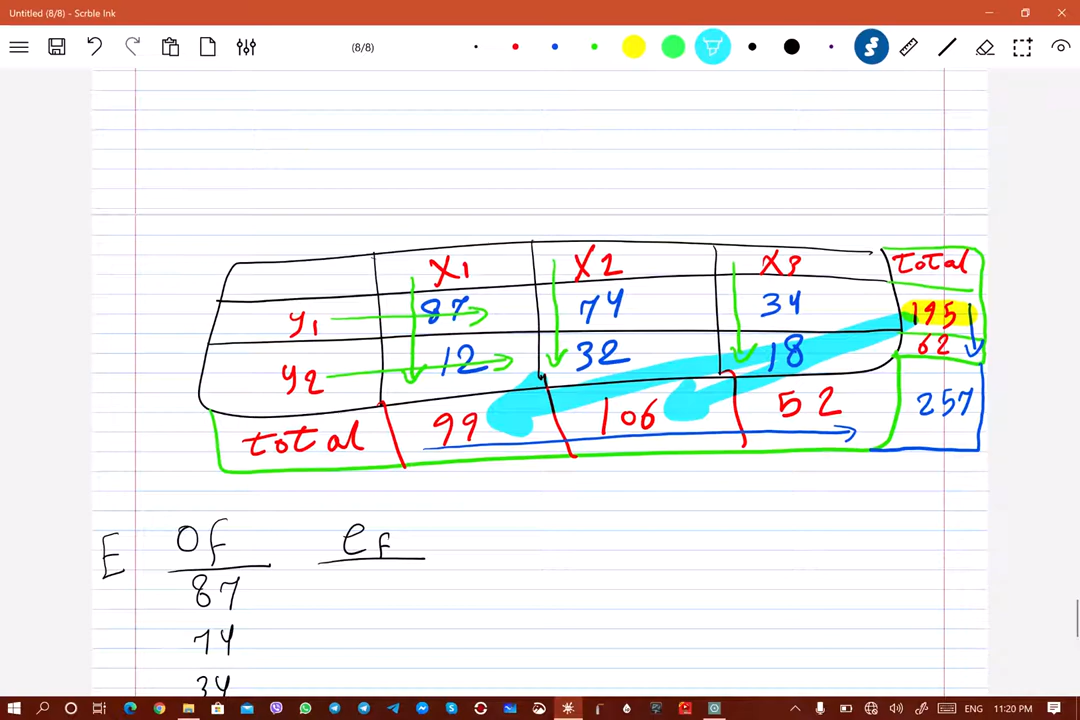 Untitled (8/8) - Scrble Ink
(8/8)
X1 X2 X3 total
y1 87 74 34 195
y2 12 32 18 62
total 99 106 52 257
E of ef
87
74
34
ENG 11:20 PM